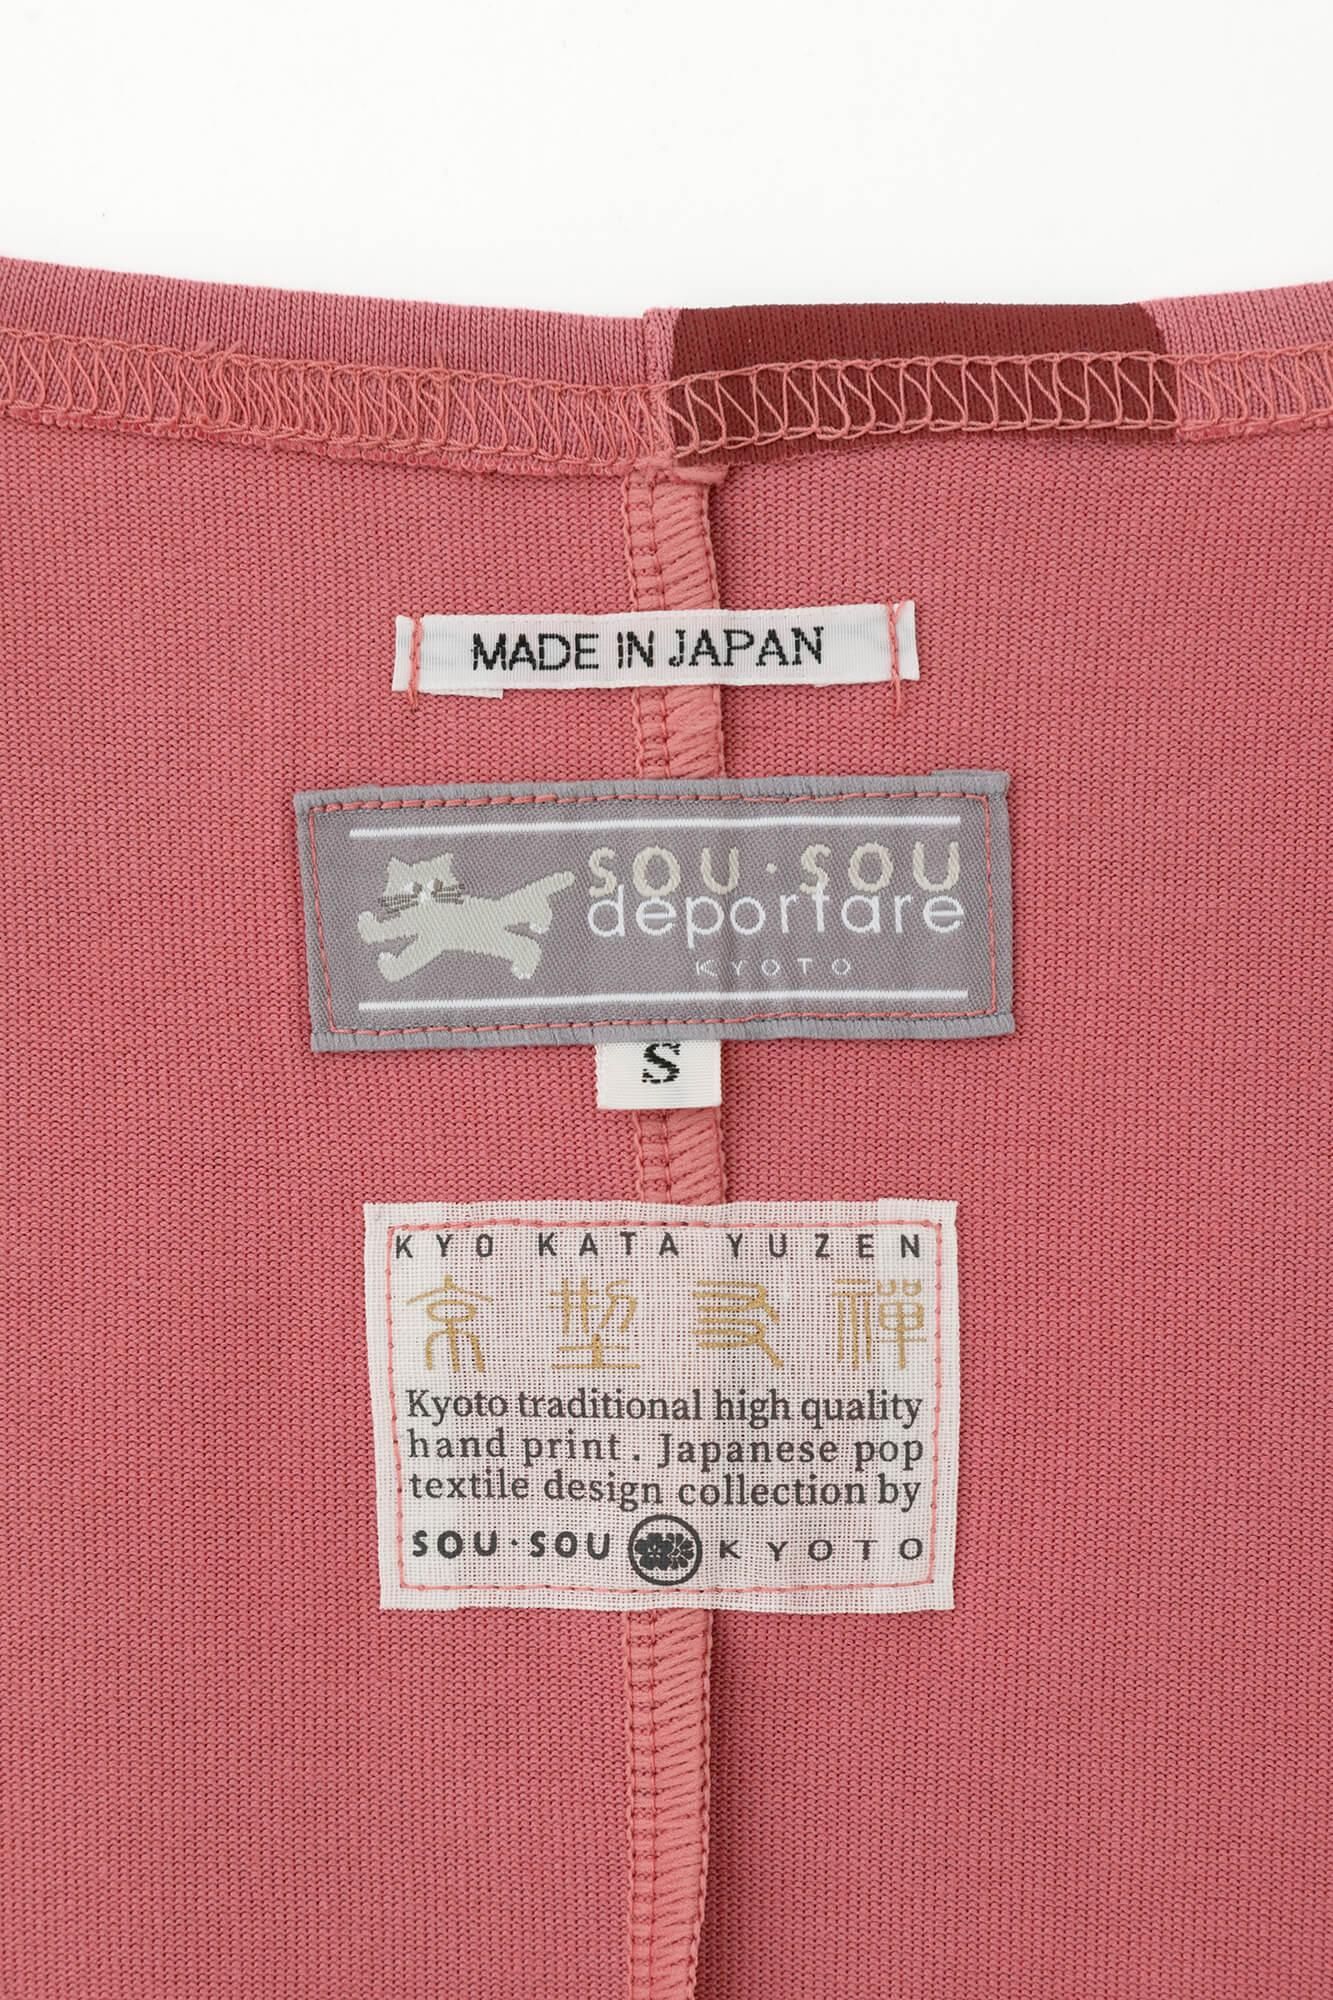 MADE IN JAPAN
SOU・SOU
deportare
KYOTO
S
KYO KATA YUZEN
京型友禅
Kyoto traditional high quality
hand print . Japanese pop
textile design collection by
SOU・SOU KYOTO